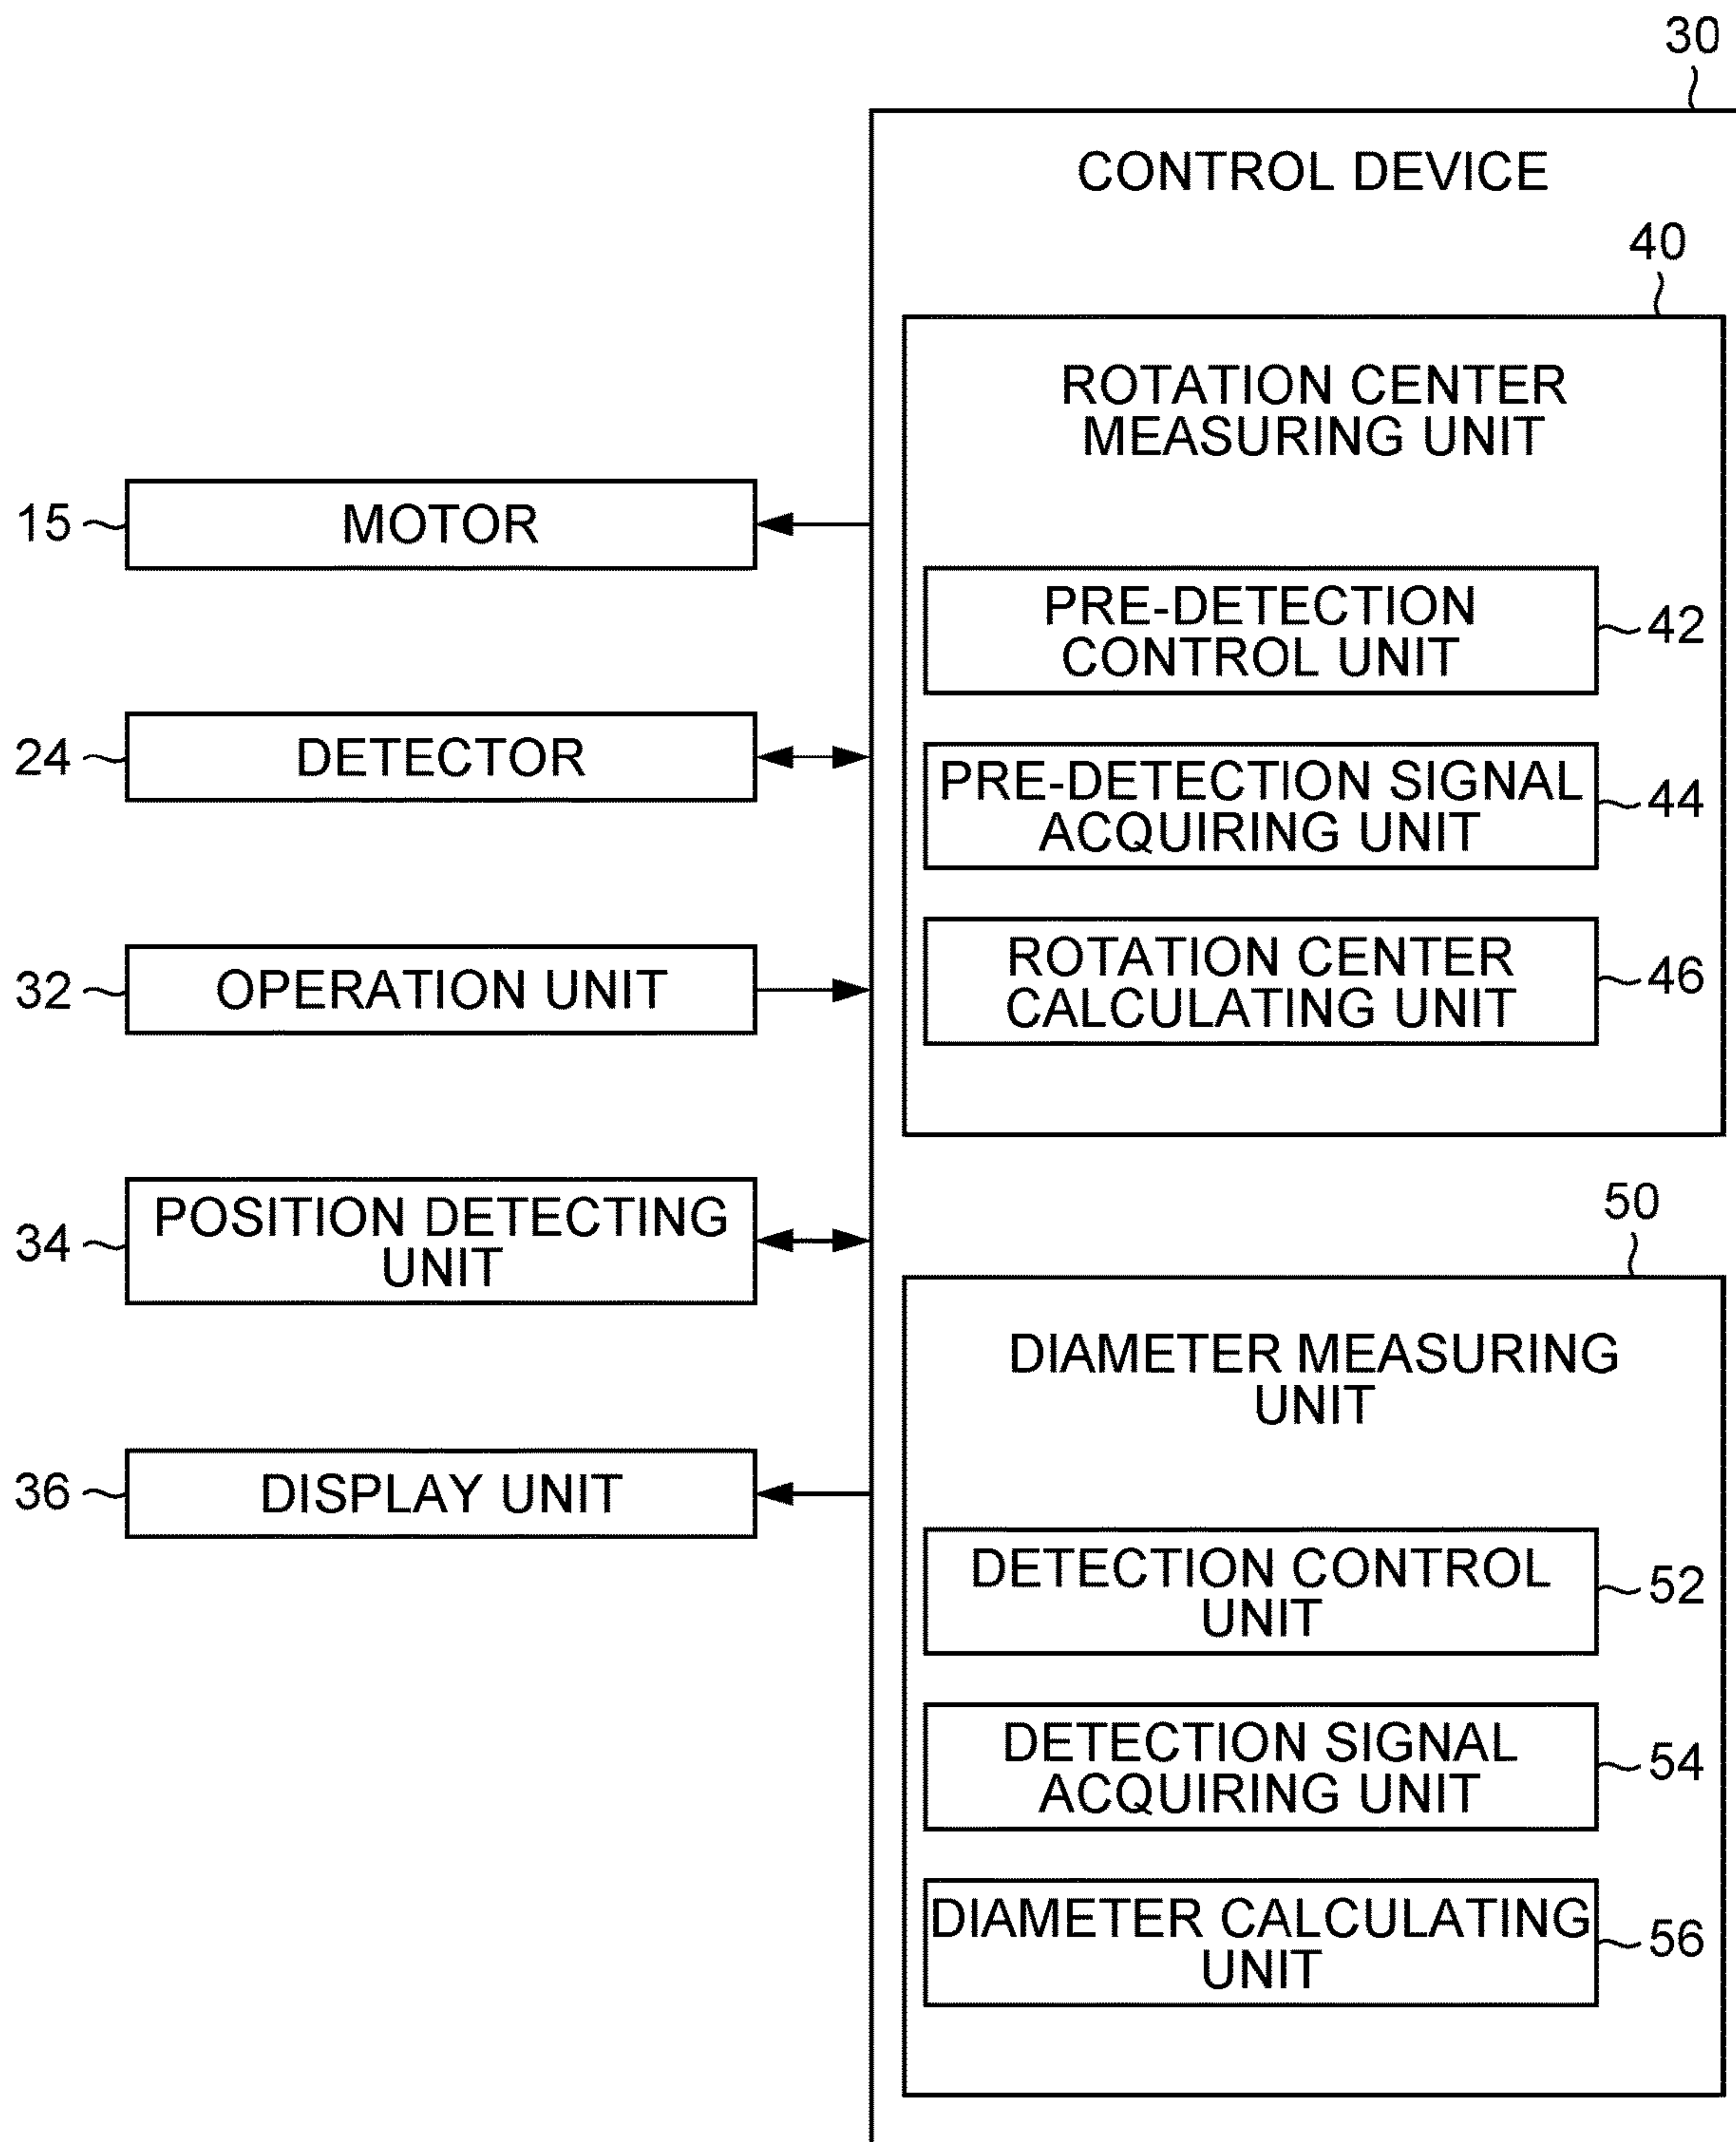 30
CONTROL DEVICE
40
ROTATION CENTER
MEASURING UNIT
15
MOTOR
PRE-DETECTION
CONTROL UNIT
42
24
DETECTOR
PRE-DETECTION SIGNAL
ACQUIRING UNIT
44
32
OPERATION UNIT
ROTATION CENTER
CALCULATING UNIT
46
34
POSITION DETECTING
UNIT
50
DIAMETER MEASURING
UNIT
36
DISPLAY UNIT
DETECTION CONTROL
UNIT
52
DETECTION SIGNAL
ACQUIRING UNIT
54
DIAMETER CALCULATING
UNIT
56